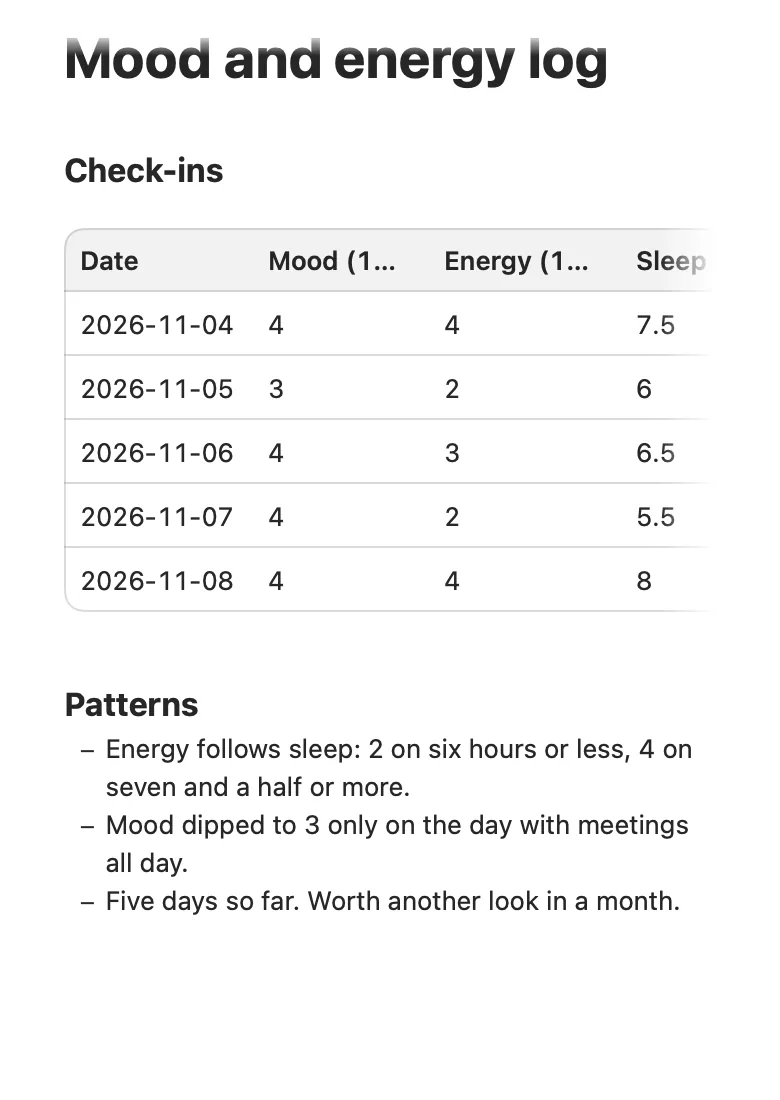 Mood and energy log
Check-ins
Date Mood (1... Energy (1... Sleep
2026-11-04 4 4 7.5
2026-11-05 3 2 6
2026-11-06 4 3 6.5
2026-11-07 4 2 5.5
2026-11-08 4 4 8
Patterns
– Energy follows sleep: 2 on six hours or less, 4 on
seven and a half or more.
– Mood dipped to 3 only on the day with meetings
all day.
– Five days so far. Worth another look in a month.